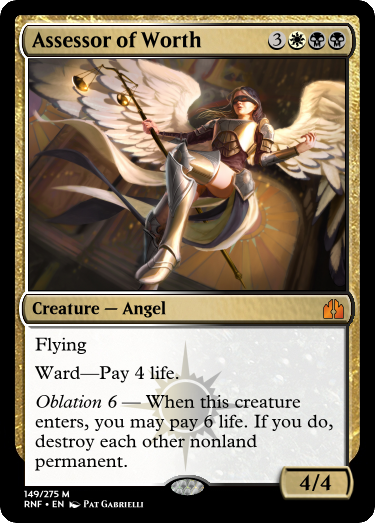 Assessor of Worth 3
Creature — Angel
Flying
Ward—Pay 4 life.
Oblation 6 — When this creature
enters, you may pay 6 life. If you do,
destroy each other nonland
permanent.
4/4
149/275 M
RNF • EN Pat Gabrielli